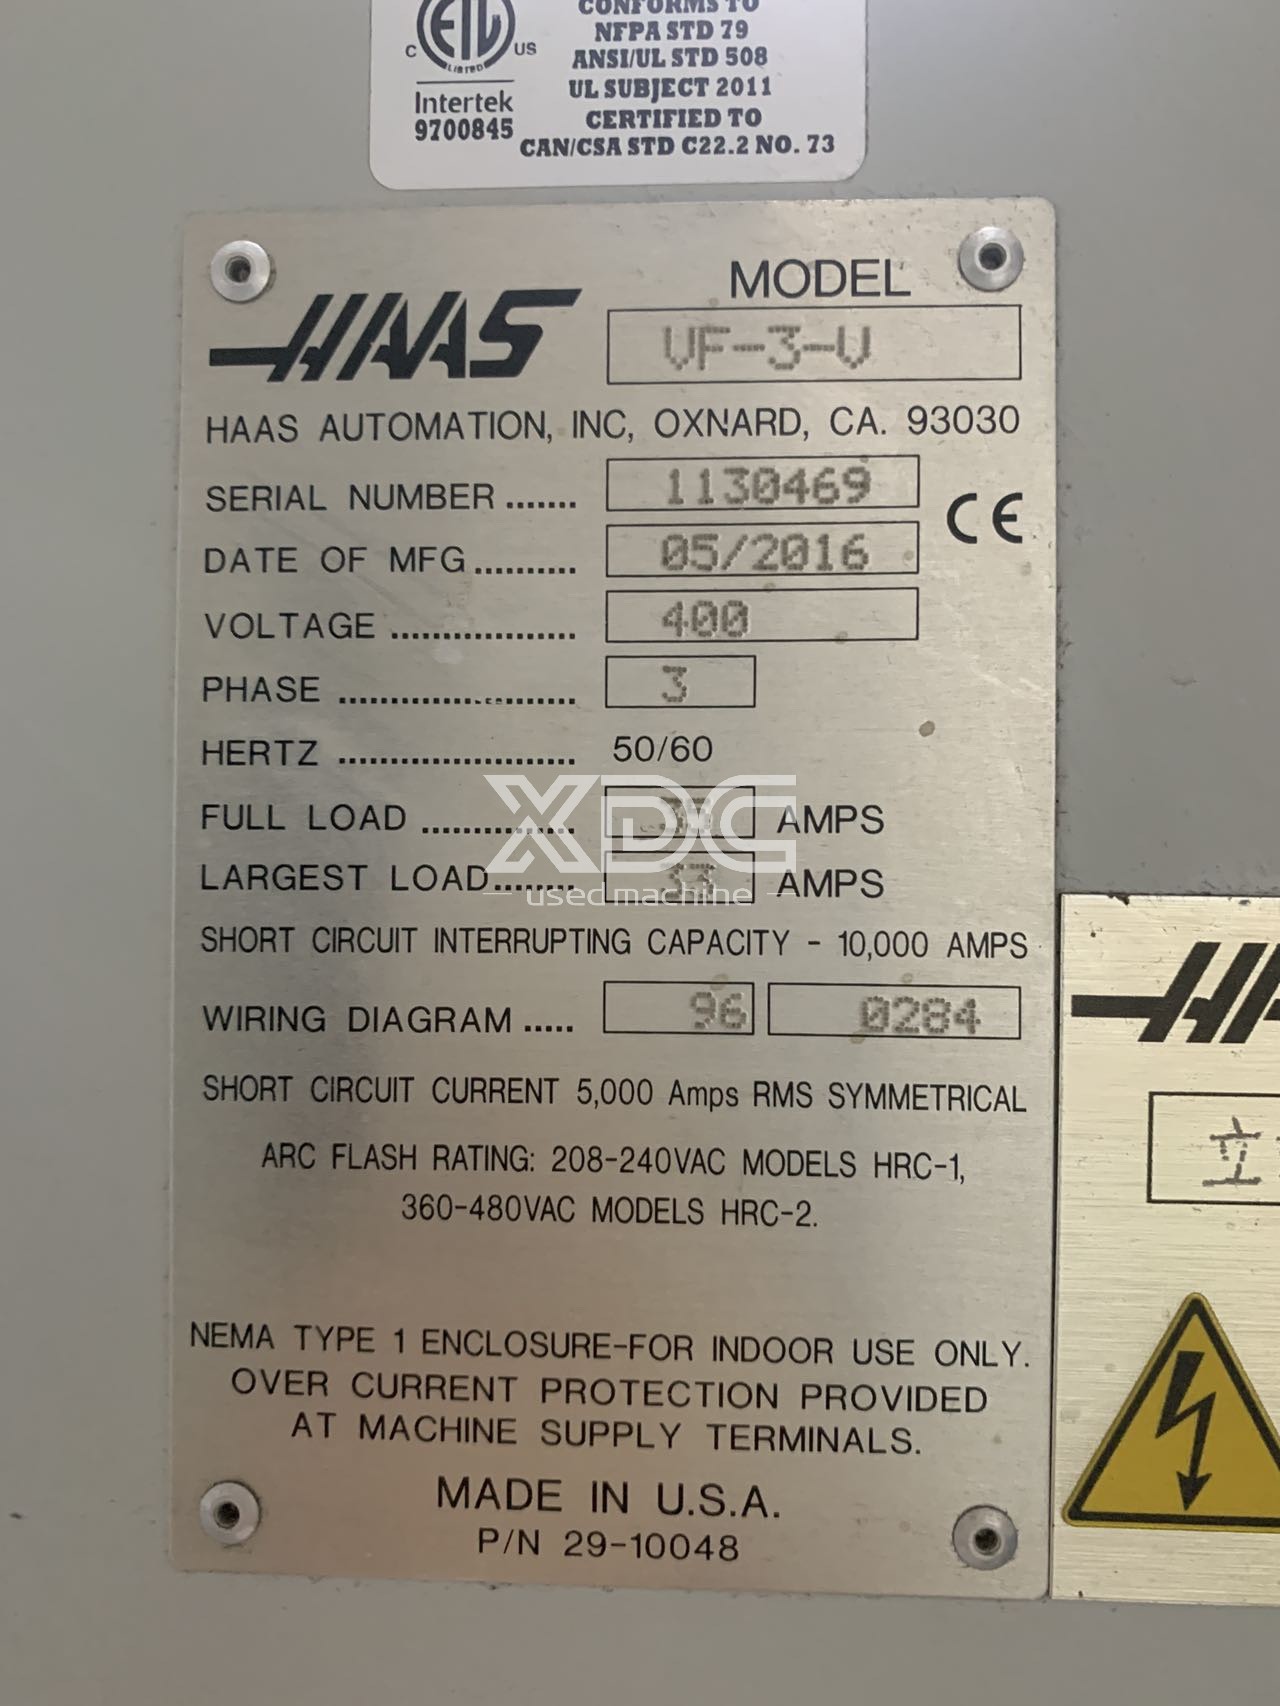 CONFORMS TO
NFPA STD 79
ANSI/UL STD 508
UL SUBJECT 2011
CERTIFIED TO
CAN/CSA STD C22.2 NO. 73
C ETL US
LISTED
Intertek
9700845
HAAS
MODEL
VF-3-V
HAAS AUTOMATION, INC, OXNARD, CA. 93030
SERIAL NUMBER ....... 1130469
CE
DATE OF MFG .......... 05/2016
VOLTAGE .................. 400
PHASE ....................... 3
HERTZ ....................... 50/60
FULL LOAD ............... AMPS
LARGEST LOAD........ 33 AMPS
XDC
used machine
SHORT CIRCUIT INTERRUPTING CAPACITY - 10,000 AMPS
WIRING DIAGRAM ..... 96 0284
SHORT CIRCUIT CURRENT 5,000 Amps RMS SYMMETRICAL
ARC FLASH RATING: 208-240VAC MODELS HRC-1,
360-480VAC MODELS HRC-2.
NEMA TYPE 1 ENCLOSURE-FOR INDOOR USE ONLY.
OVER CURRENT PROTECTION PROVIDED
AT MACHINE SUPPLY TERMINALS.
MADE IN U.S.A.
P/N 29-10048
立